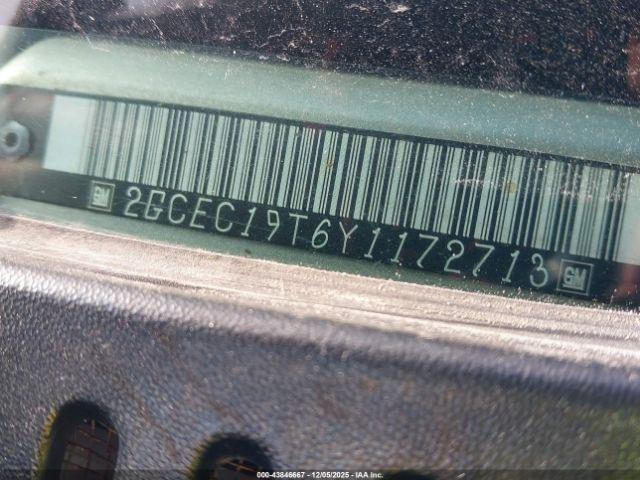 GM 2GCEC19T6Y1172713 GM
000-43846667 - 12/05/2025 - IAA Inc.